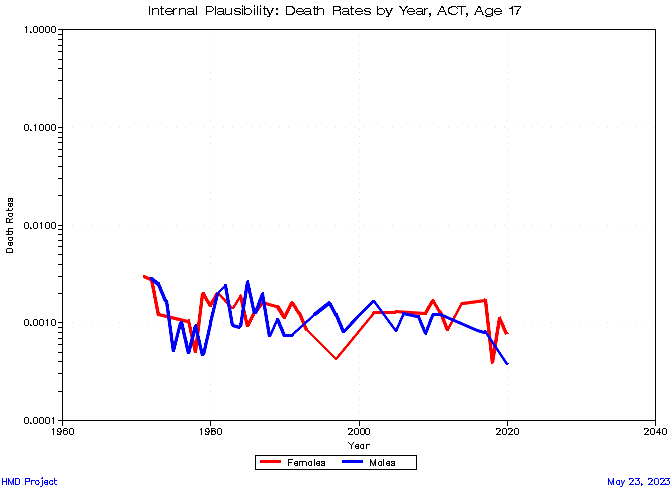 Internal Plausibility: Death Rates by Year, ACT, Age 17
1.0000
0.1000
0.0100
0.0010
0.0001
Death Rates
1960 1980 2000 2020 2040
Year
Females Males
HMD Project May 23, 2023